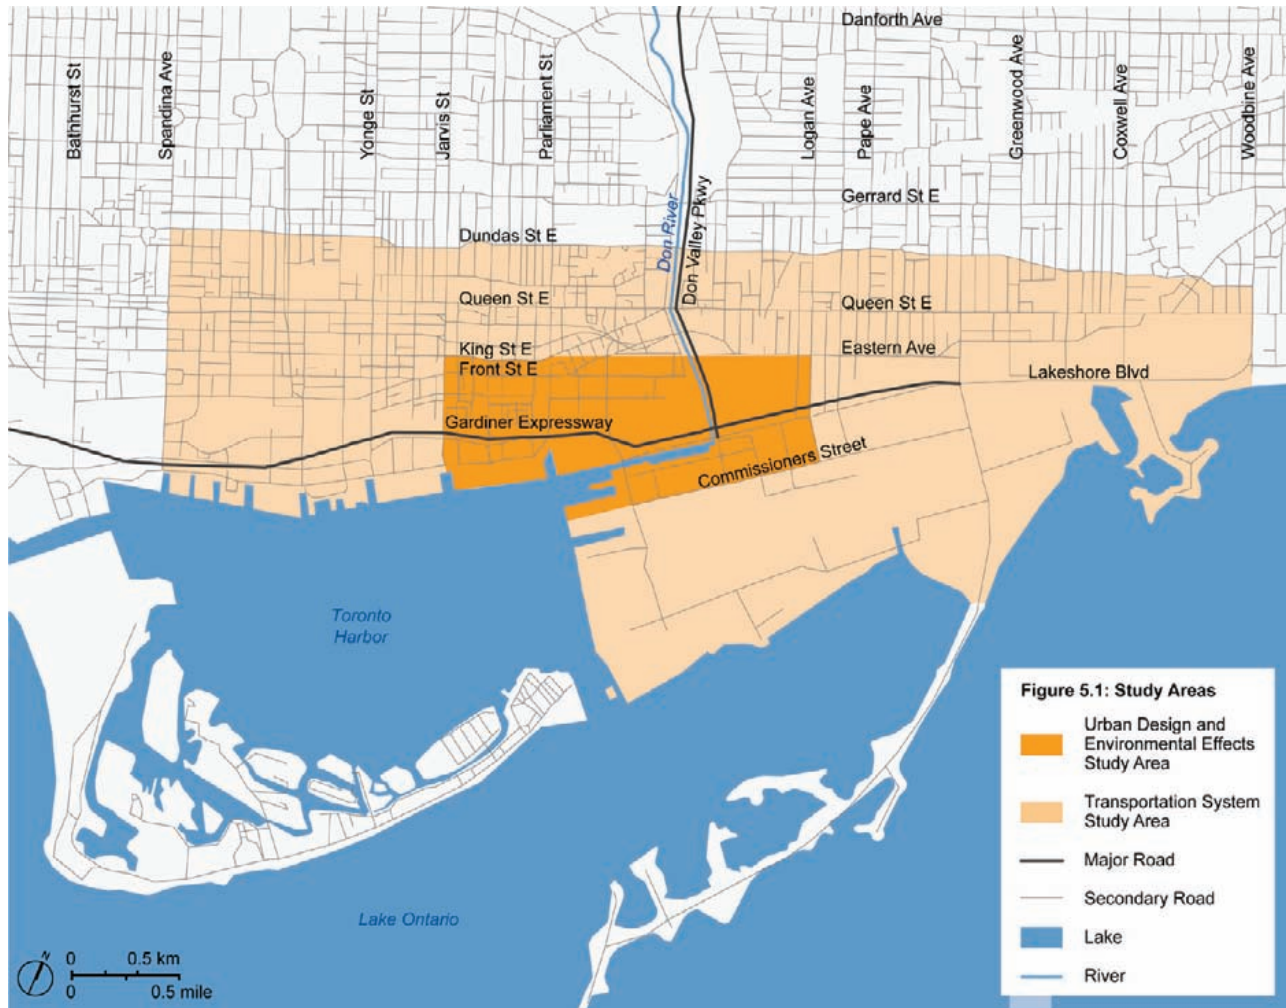 Danforth Ave
Bathhurst St
Spandina Ave
Yonge St
Jarvis St
Parliament St
Logan Ave
Pape Ave
Greenwood Ave
Coxwell Ave
Woodbine Ave
Gerrard St E
Don River
Don Valley Pkwy
Dundas St E
Queen St E
Queen St E
King St E
Eastern Ave
Front St E
Lakeshore Blvd
Gardiner Expressway
Commissioners Street
Toronto
Harbor
Lake Ontario
Figure 5.1: Study Areas
Urban Design and
Environmental Effects
Study Area
Transportation System
Study Area
Major Road
Secondary Road
Lake
River
N
0 0.5 km
0 0.5 mile